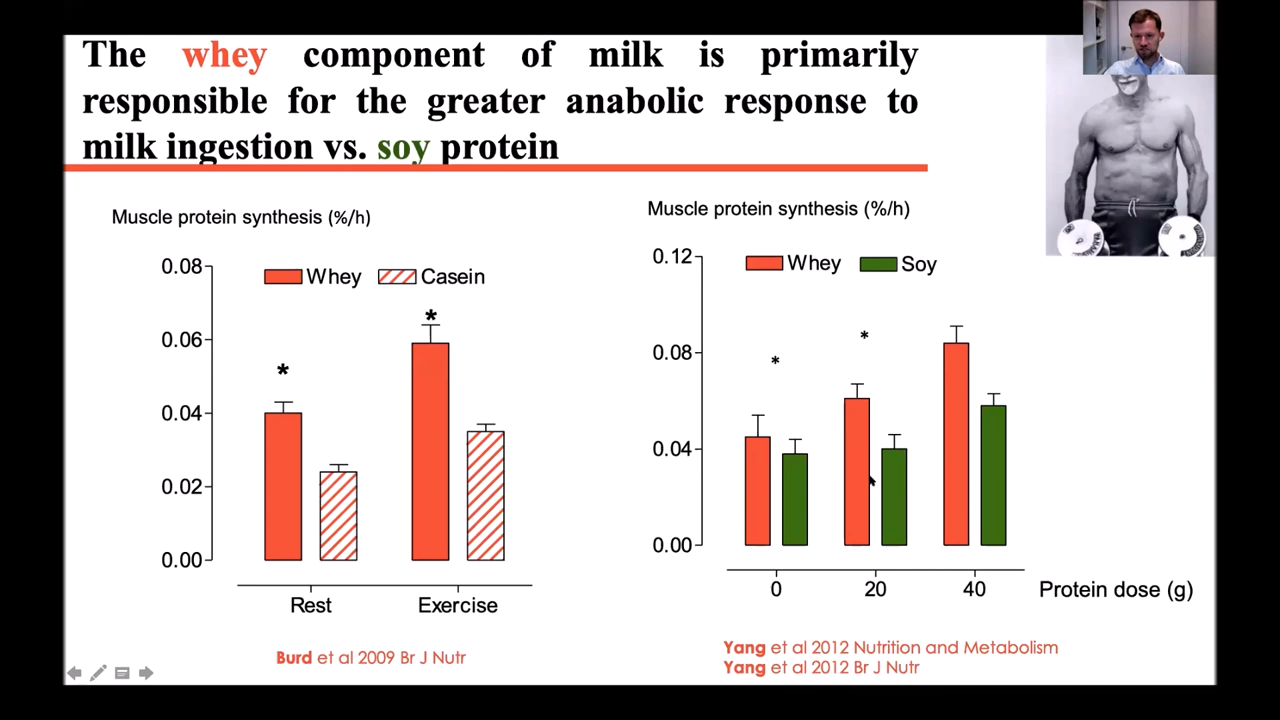 The whey component of milk is primarily
responsible for the greater anabolic response to
milk ingestion vs. soy protein
Muscle protein synthesis (%/h)
0.08
Whey
Casein
0.06
0.04
0.02
0.00
*
*
Rest
Exercise
Burd et al 2009 Br J Nutr
Muscle protein synthesis (%/h)
0.12
Whey
Soy
0.08
0.04
0.00
*
*
0
20
40
Protein dose (g)
Yang et al 2012 Nutrition and Metabolism
Yang et al 2012 Br J Nutr